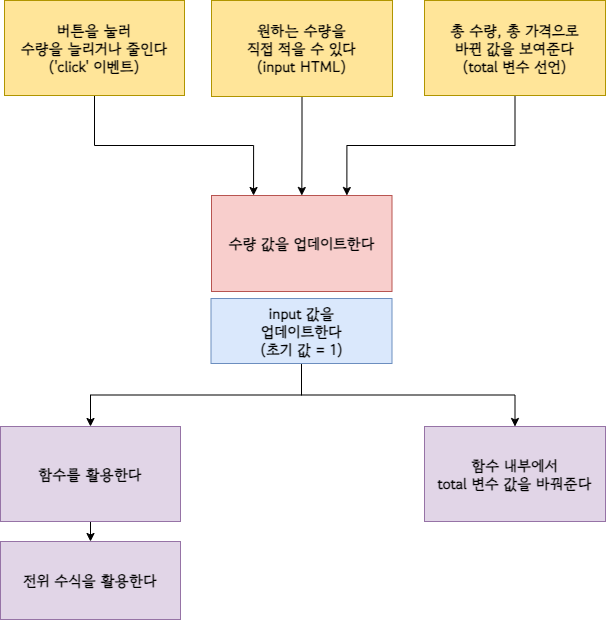 버튼을 눌러
수량을 늘리거나 줄인다
('click' 이벤트)
원하는 수량을
직접 적을 수 있다
(input HTML)
총 수량, 총 가격으로
바뀐 값을 보여준다
(total 변수 선언)
수량 값을 업데이트한다
input 값을
업데이트한다
(초기 값 = 1)
함수를 활용한다
함수 내부에서
total 변수 값을 바꿔준다
전위 수식을 활용한다